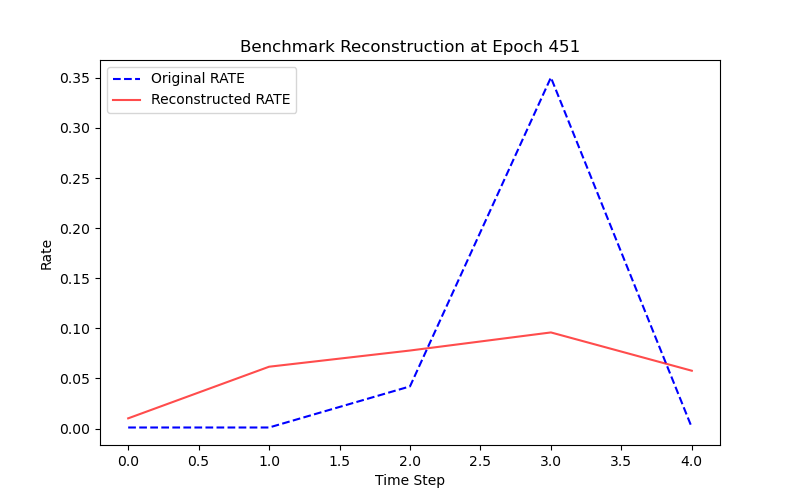 Benchmark Reconstruction at Epoch 451
Original RATE
Reconstructed RATE
0.35
0.30
0.25
0.20
0.15
0.10
0.05
0.00
Rate
0.0 0.5 1.0 1.5 2.0 2.5 3.0 3.5 4.0
Time Step